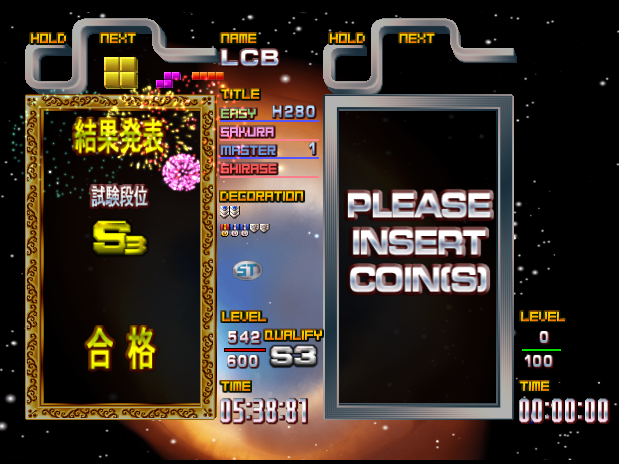 HOLD NEXT
NAME
LCB
TITLE
EASY H280
SAKURA
MASTER 1
SHIRASE
DECORATION
ST
LEVEL
542
600
QUALIFY
S3
TIME
05:38:81
結果発表
試験段位
S3
合格
HOLD NEXT
PLEASE
INSERT
COIN(S)
LEVEL
0
100
TIME
00:00:00